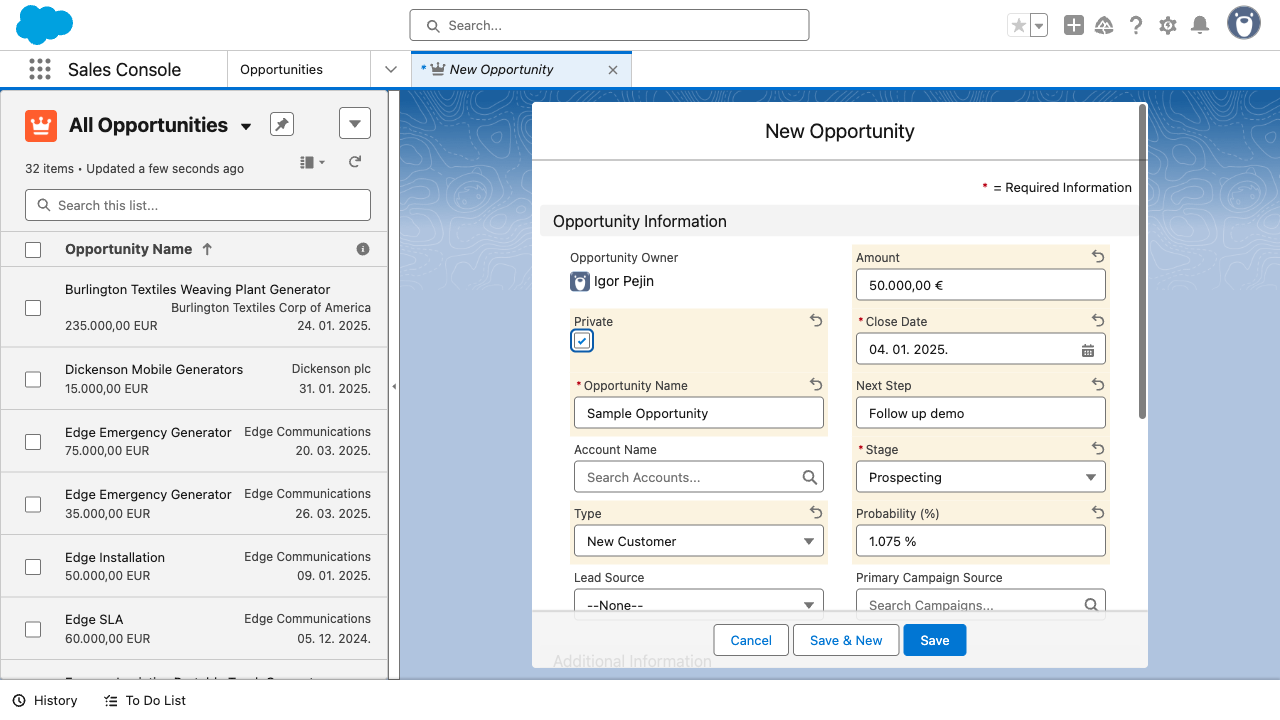 Search...
Sales Console
Opportunities
* New Opportunity
All Opportunities
32 items • Updated a few seconds ago
Search this list...
Opportunity Name
Burlington Textiles Weaving Plant Generator
Burlington Textiles Corp of America
235.000,00 EUR 24. 01. 2025.
Dickenson Mobile Generators Dickenson plc
15.000,00 EUR 31. 01. 2025.
Edge Emergency Generator Edge Communications
75.000,00 EUR 20. 03. 2025.
Edge Emergency Generator Edge Communications
35.000,00 EUR 26. 03. 2025.
Edge Installation Edge Communications
50.000,00 EUR 09. 01. 2025.
Edge SLA Edge Communications
60.000,00 EUR 05. 12. 2024.
New Opportunity
* = Required Information
Opportunity Information
Opportunity Owner
Igor Pejin
Amount
50.000,00 €
Private
* Close Date
04. 01. 2025.
* Opportunity Name
Sample Opportunity
Next Step
Follow up demo
Account Name
Search Accounts...
* Stage
Prospecting
Type
New Customer
Probability (%)
1.075 %
Lead Source
--None--
Primary Campaign Source
Search Campaigns...
Additional Information
Cancel
Save & New
Save
History
To Do List